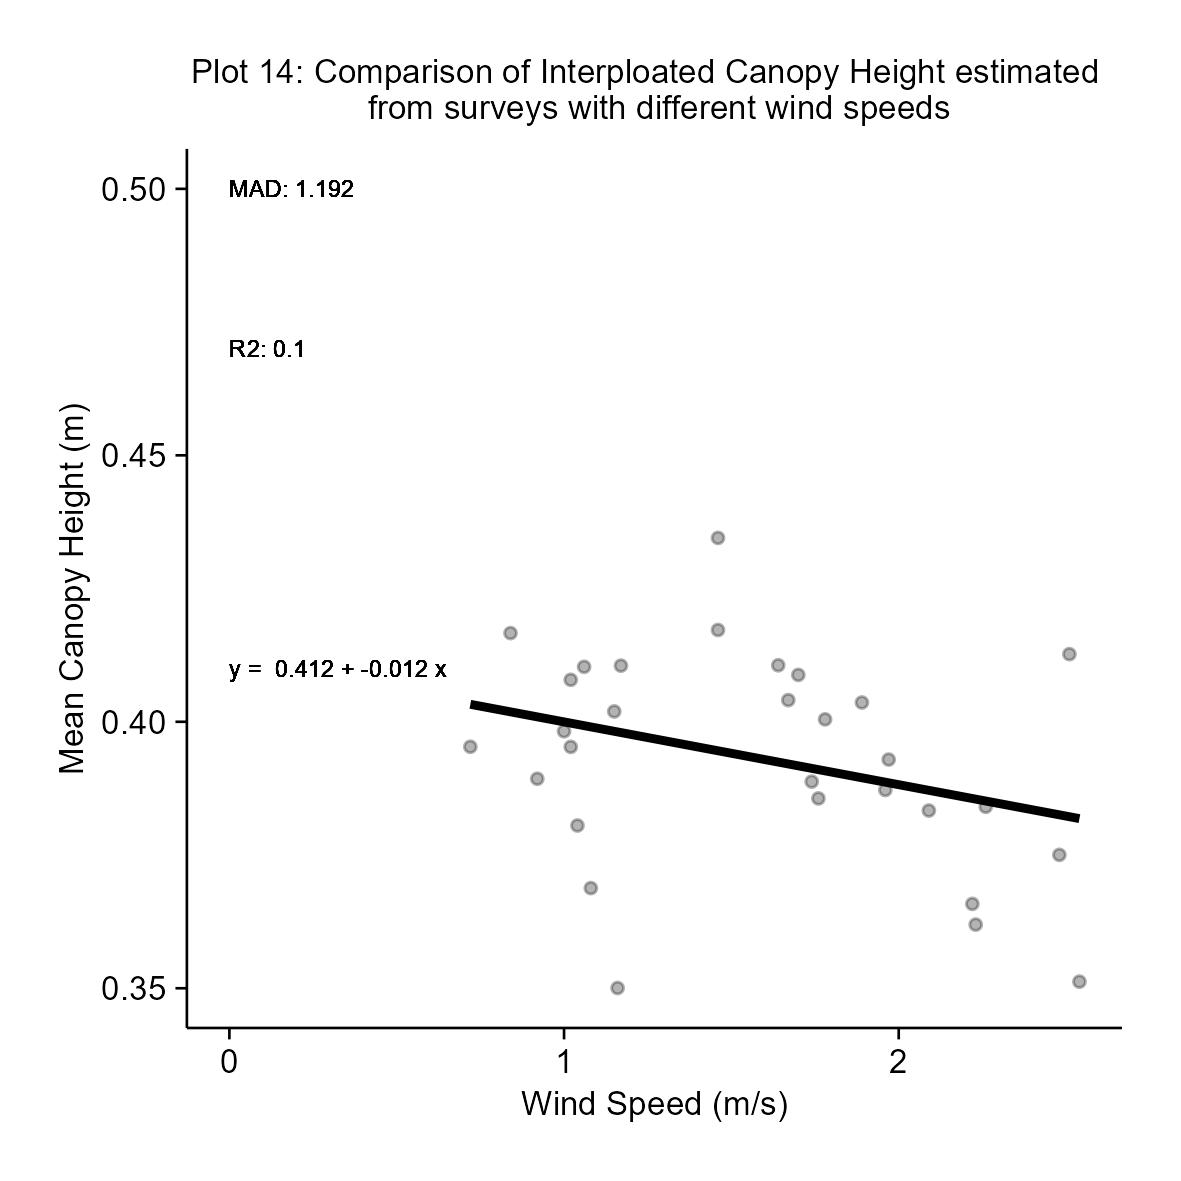 Plot 14: Comparison of Interploated Canopy Height estimated
from surveys with different wind speeds
0.50
MAD: 1.192
R2: 0.1
0.45
y =  0.412 + -0.012 x
0.40
0.35
Mean Canopy Height (m)
0
1
2
Wind Speed (m/s)